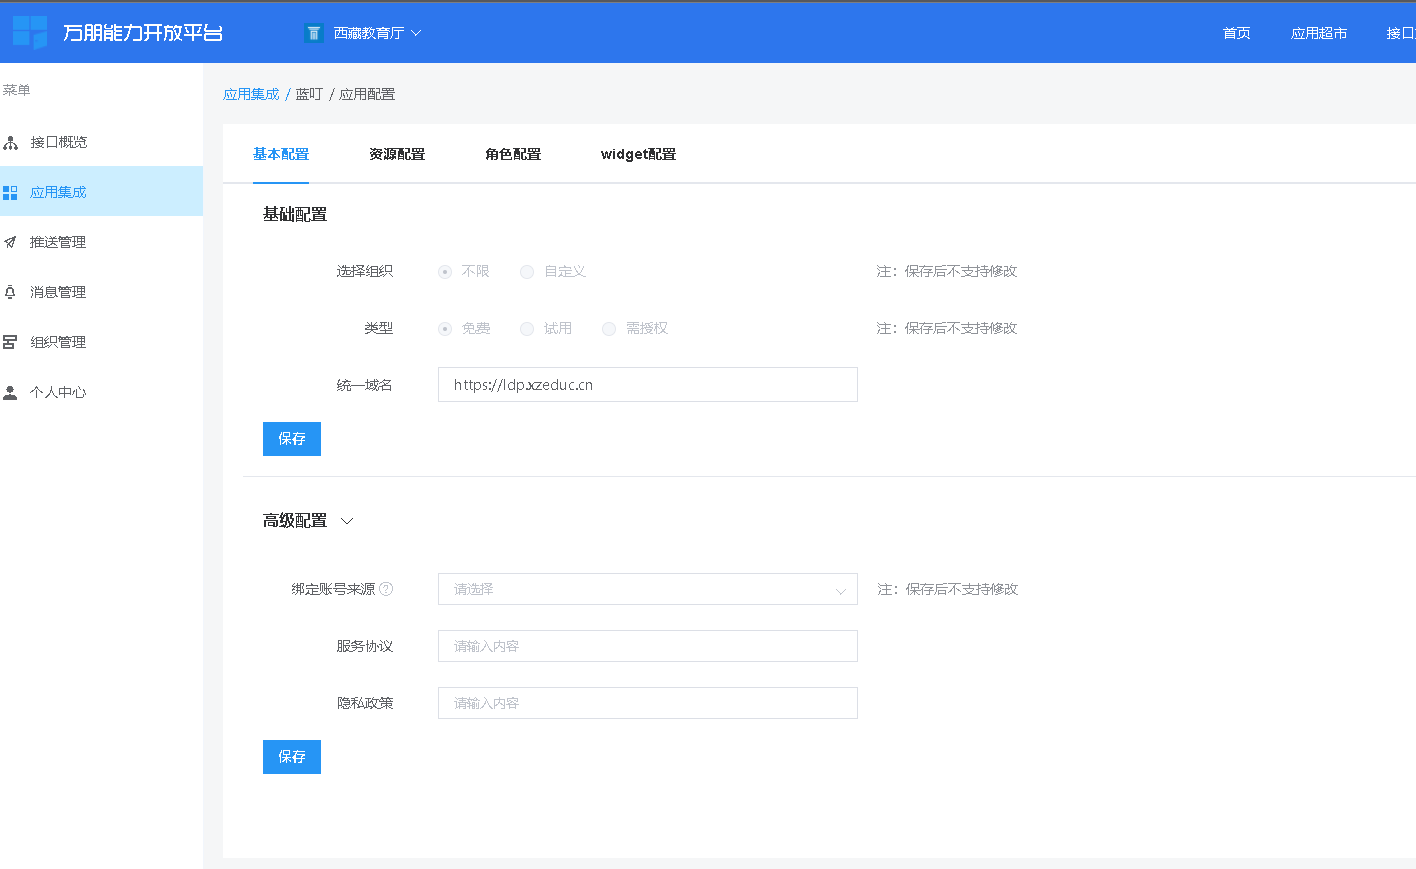 万朋能力开放平台
西藏教育厅
首页 应用超市 接口
菜单
接口概览
应用集成
推送管理
消息管理
组织管理
个人中心
应用集成 / 蓝叮 / 应用配置
基本配置 资源配置 角色配置 widget配置
基础配置
选择组织 不限 自定义 注：保存后不支持修改
类型 免费 试用 需授权 注：保存后不支持修改
统一域名 https://ldp.xzeduc.cn
保存
高级配置
绑定账号来源 ? 请选择 注：保存后不支持修改
服务协议 请输入内容
隐私政策 请输入内容
保存